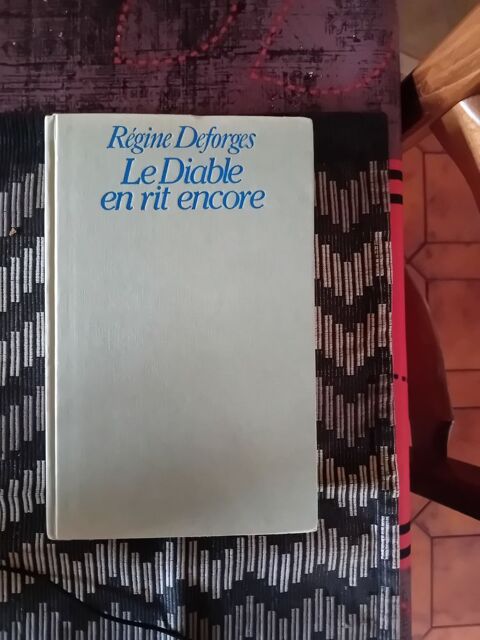 Régine Deforges
Le Diable
en rit encore